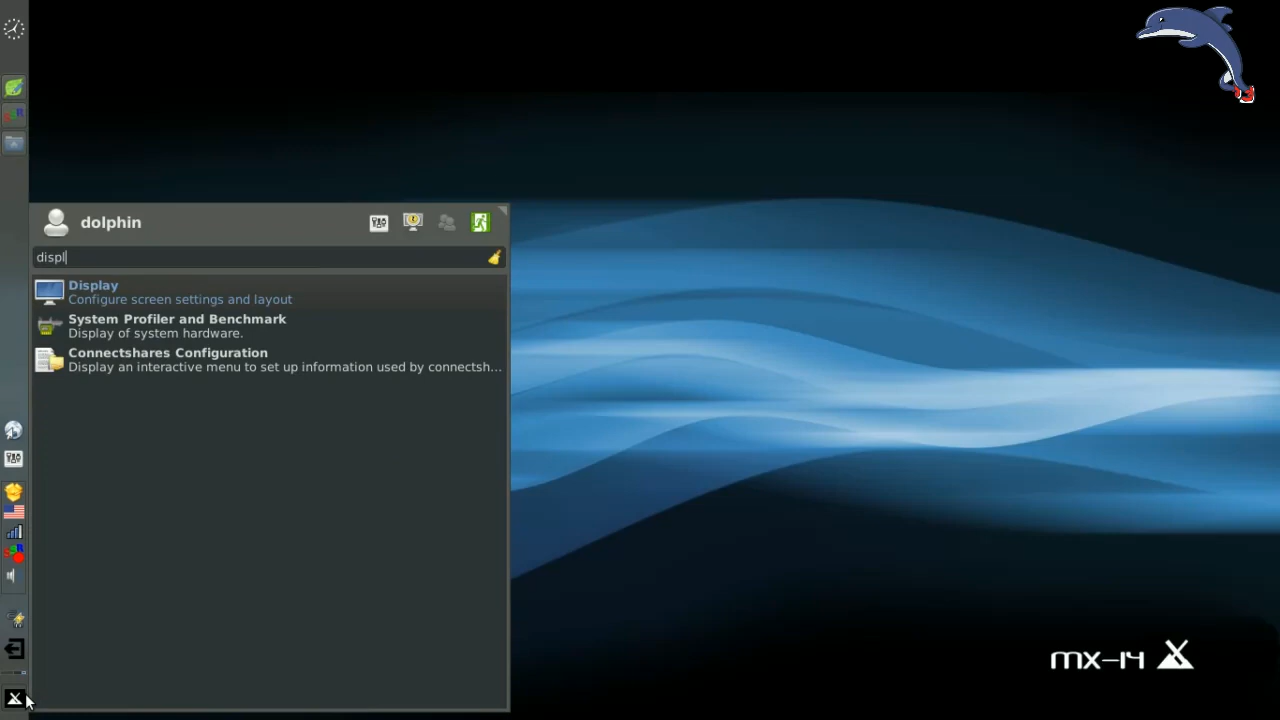 dolphin
displ
Display
Configure screen settings and layout
System Profiler and Benchmark
Display of system hardware.
Connectshares Configuration
Display an interactive menu to set up information used by connectsh...
mx-14